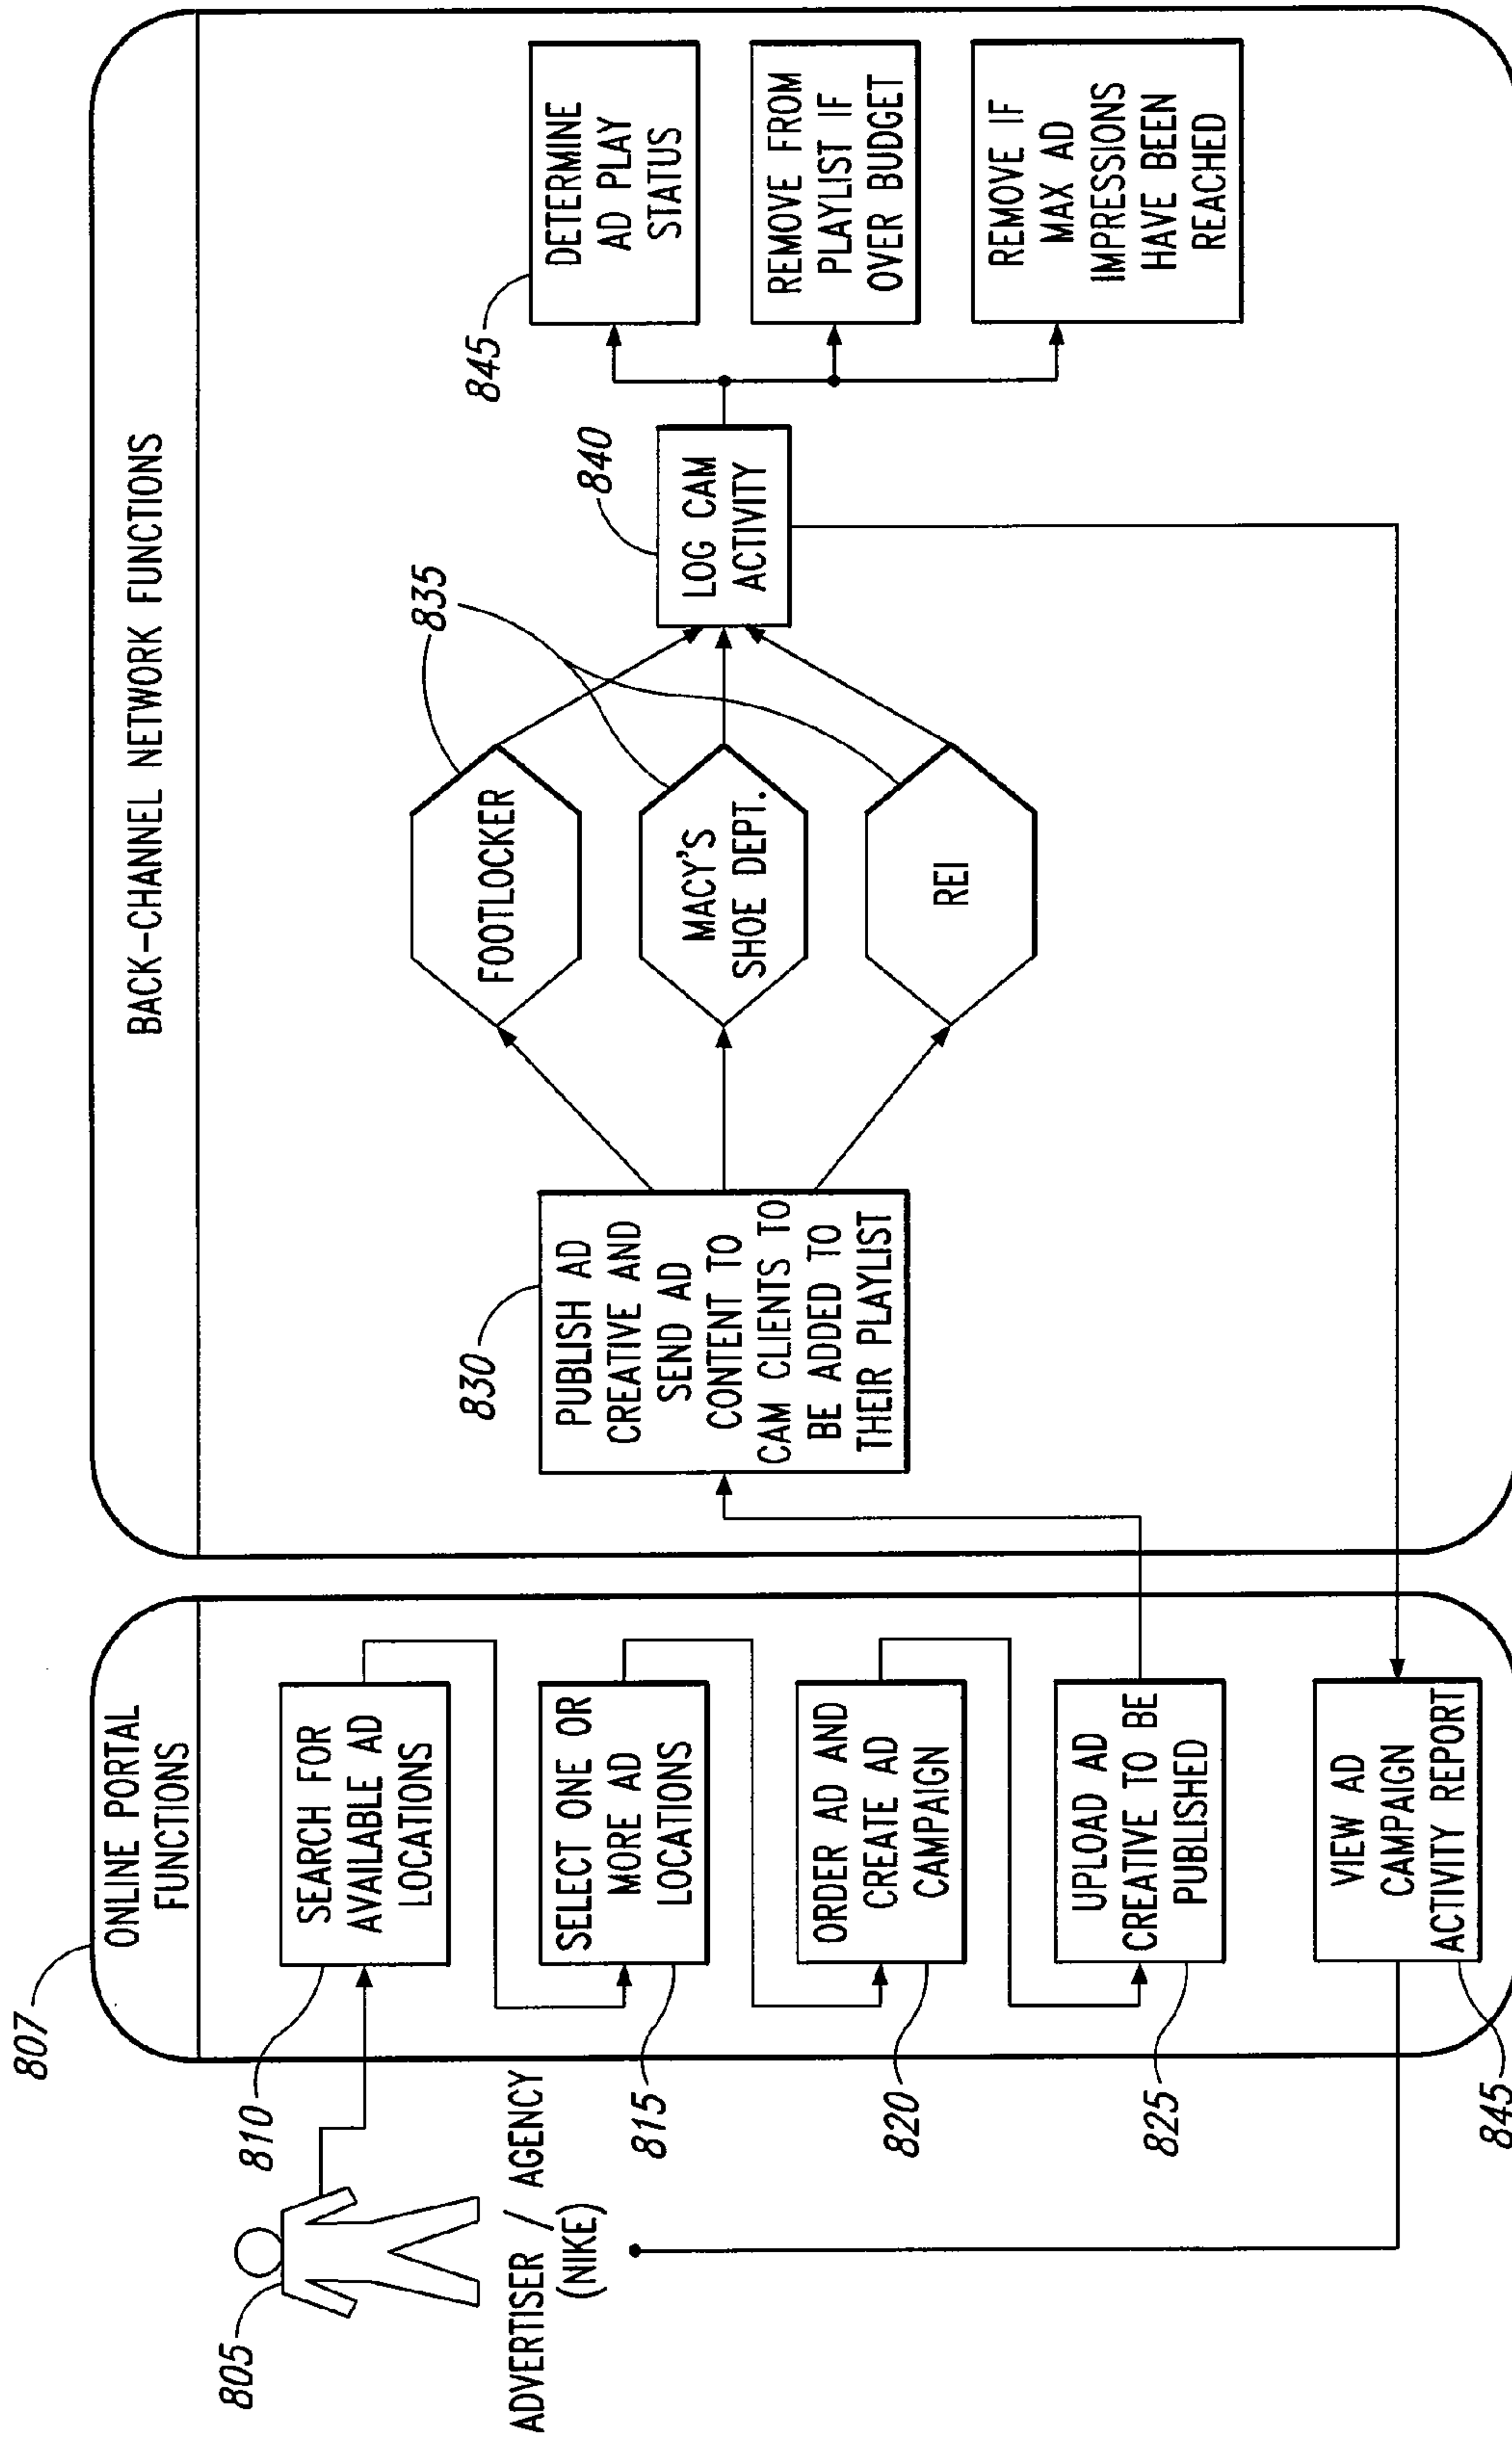 807
ONLINE PORTAL
FUNCTIONS
805
ADVERTISER / AGENCY
(NIKE)
810
SEARCH FOR
AVAILABLE AD
LOCATIONS
815
SELECT ONE OR
MORE AD
LOCATIONS
820
ORDER AD AND
CREATE AD
CAMPAIGN
825
UPLOAD AD
CREATIVE TO BE
PUBLISHED
845
VIEW AD
CAMPAIGN
ACTIVITY REPORT
BACK-CHANNEL NETWORK FUNCTIONS
830
PUBLISH AD
CREATIVE AND
SEND AD
CONTENT TO
CAM CLIENTS TO
BE ADDED TO
THEIR PLAYLIST
835
FOOTLOCKER
MACY'S
SHOE DEPT.
REI
840
LOG CAM
ACTIVITY
845
DETERMINE
AD PLAY
STATUS
REMOVE FROM
PLAYLIST IF
OVER BUDGET
REMOVE IF
MAX AD
IMPRESSIONS
HAVE BEEN
REACHED